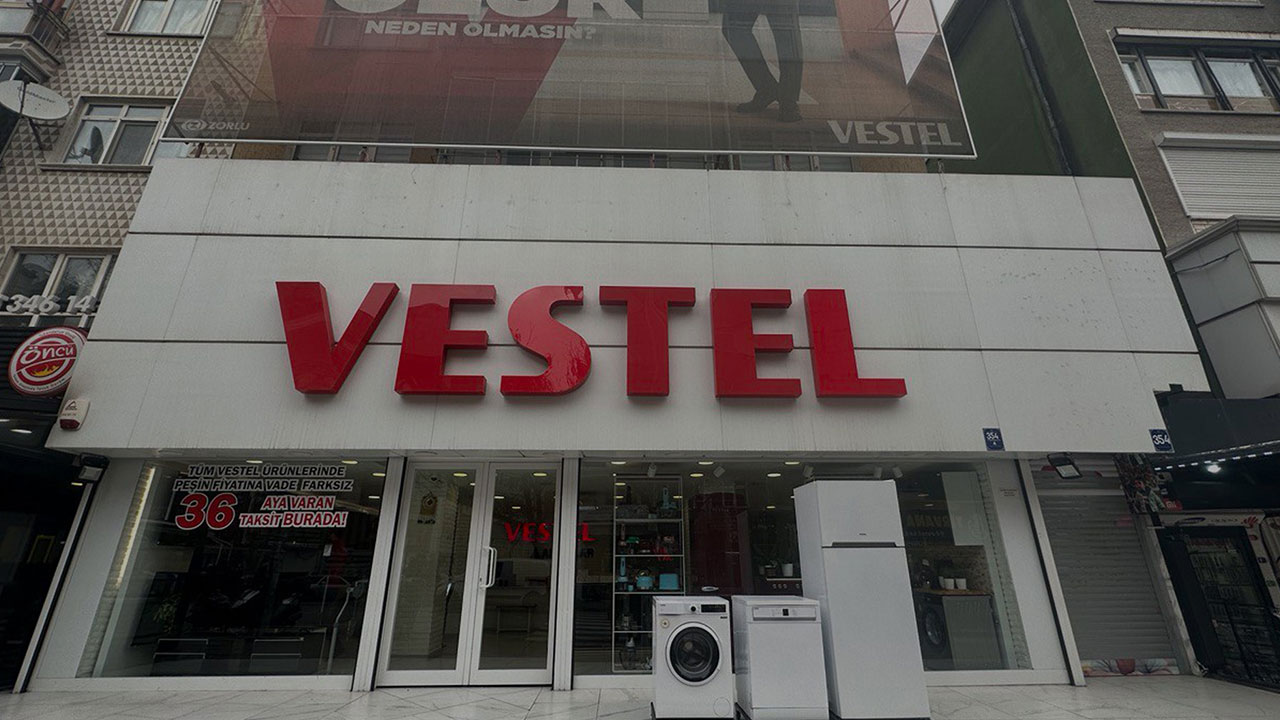 NEDEN OLMASIN?
ZORLU
VESTEL
VESTEL
346 14
Öncü
354
354
TÜM VESTEL ÜRÜNLERİNDE
PEŞİN FİYATINA VADE FARKSIZ
36 AYA VARAN
TAKSİT BURADA!
VESTEL